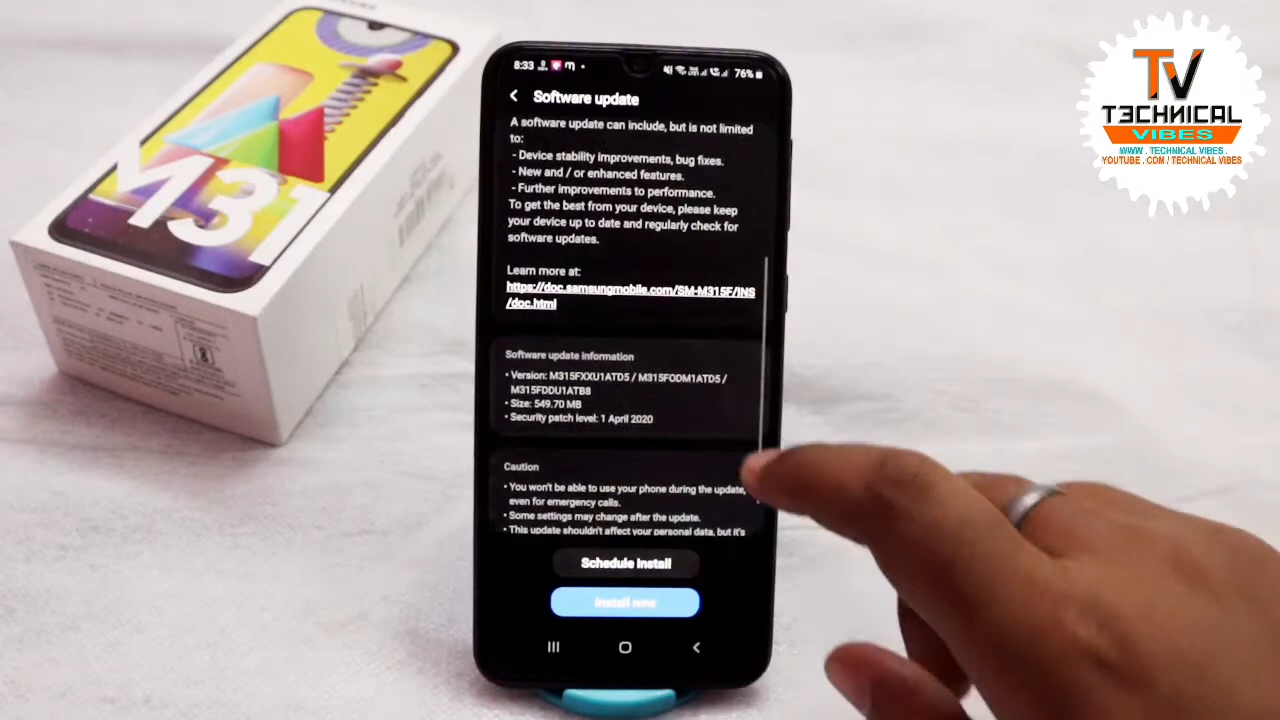 8:33
76%
Software update
A software update can include, but is not limited
to:
- Device stability improvements, bug fixes.
- New and / or enhanced features.
- Further improvements to performance.
To get the best from your device, please keep
your device up to date and regularly check for
software updates.
Learn more at:
https://doc.samsungmobile.com/SM-M315F/INS
/doc.html
Software update information
• Version: M315FXXU1ATD5 / M315FODM1ATD5 /
M315FDDU1ATB8
• Size: 549.70 MB
• Security patch level: 1 April 2020
Caution
• You won't be able to use your phone during the update,
even for emergency calls.
• Some settings may change after the update.
• This update shouldn't affect your personal data, but it's
Schedule install
Install now
M31
TV
TECHNICAL
VIBES
WWW . TECHNICAL VIBES .
YOUTUBE . COM / TECHNICAL VIBES